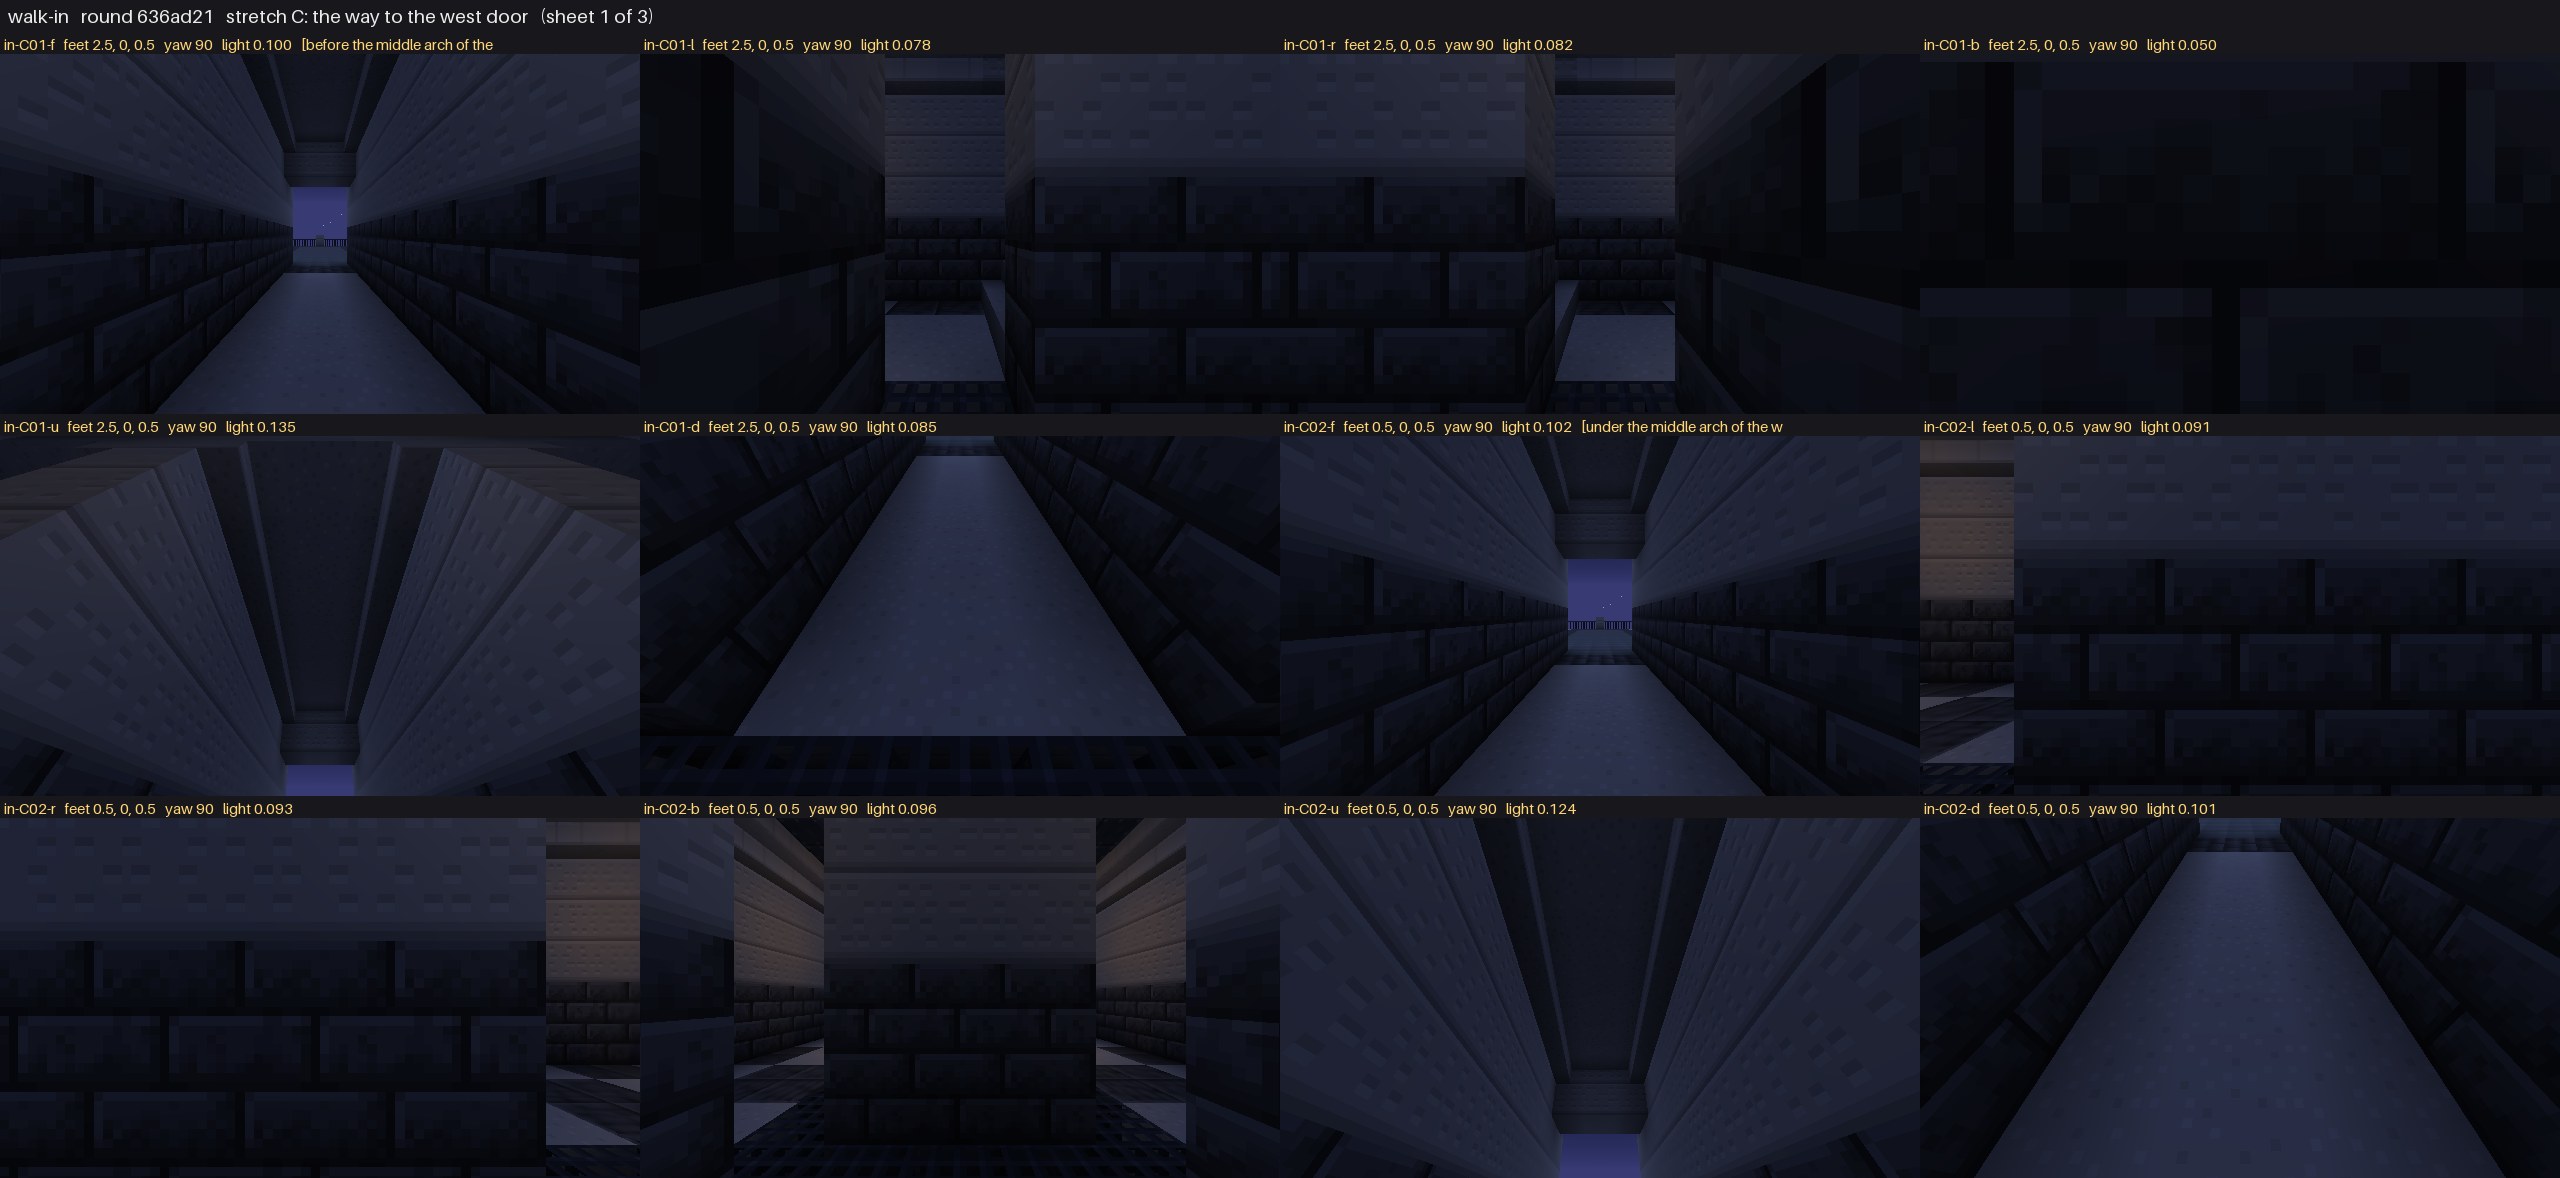 walk-in round 636ad21 stretch C: the way to the west door (sheet 1 of 3)
in-C01-f feet 2.5, 0, 0.5 yaw 90 light 0.100 [before the middle arch of the
in-C01-l feet 2.5, 0, 0.5 yaw 90 light 0.078
in-C01-r feet 2.5, 0, 0.5 yaw 90 light 0.082
in-C01-b feet 2.5, 0, 0.5 yaw 90 light 0.050
in-C01-u feet 2.5, 0, 0.5 yaw 90 light 0.135
in-C01-d feet 2.5, 0, 0.5 yaw 90 light 0.085
in-C02-f feet 0.5, 0, 0.5 yaw 90 light 0.102 [under the middle arch of the w
in-C02-l feet 0.5, 0, 0.5 yaw 90 light 0.091
in-C02-r feet 0.5, 0, 0.5 yaw 90 light 0.093
in-C02-b feet 0.5, 0, 0.5 yaw 90 light 0.096
in-C02-u feet 0.5, 0, 0.5 yaw 90 light 0.124
in-C02-d feet 0.5, 0, 0.5 yaw 90 light 0.101